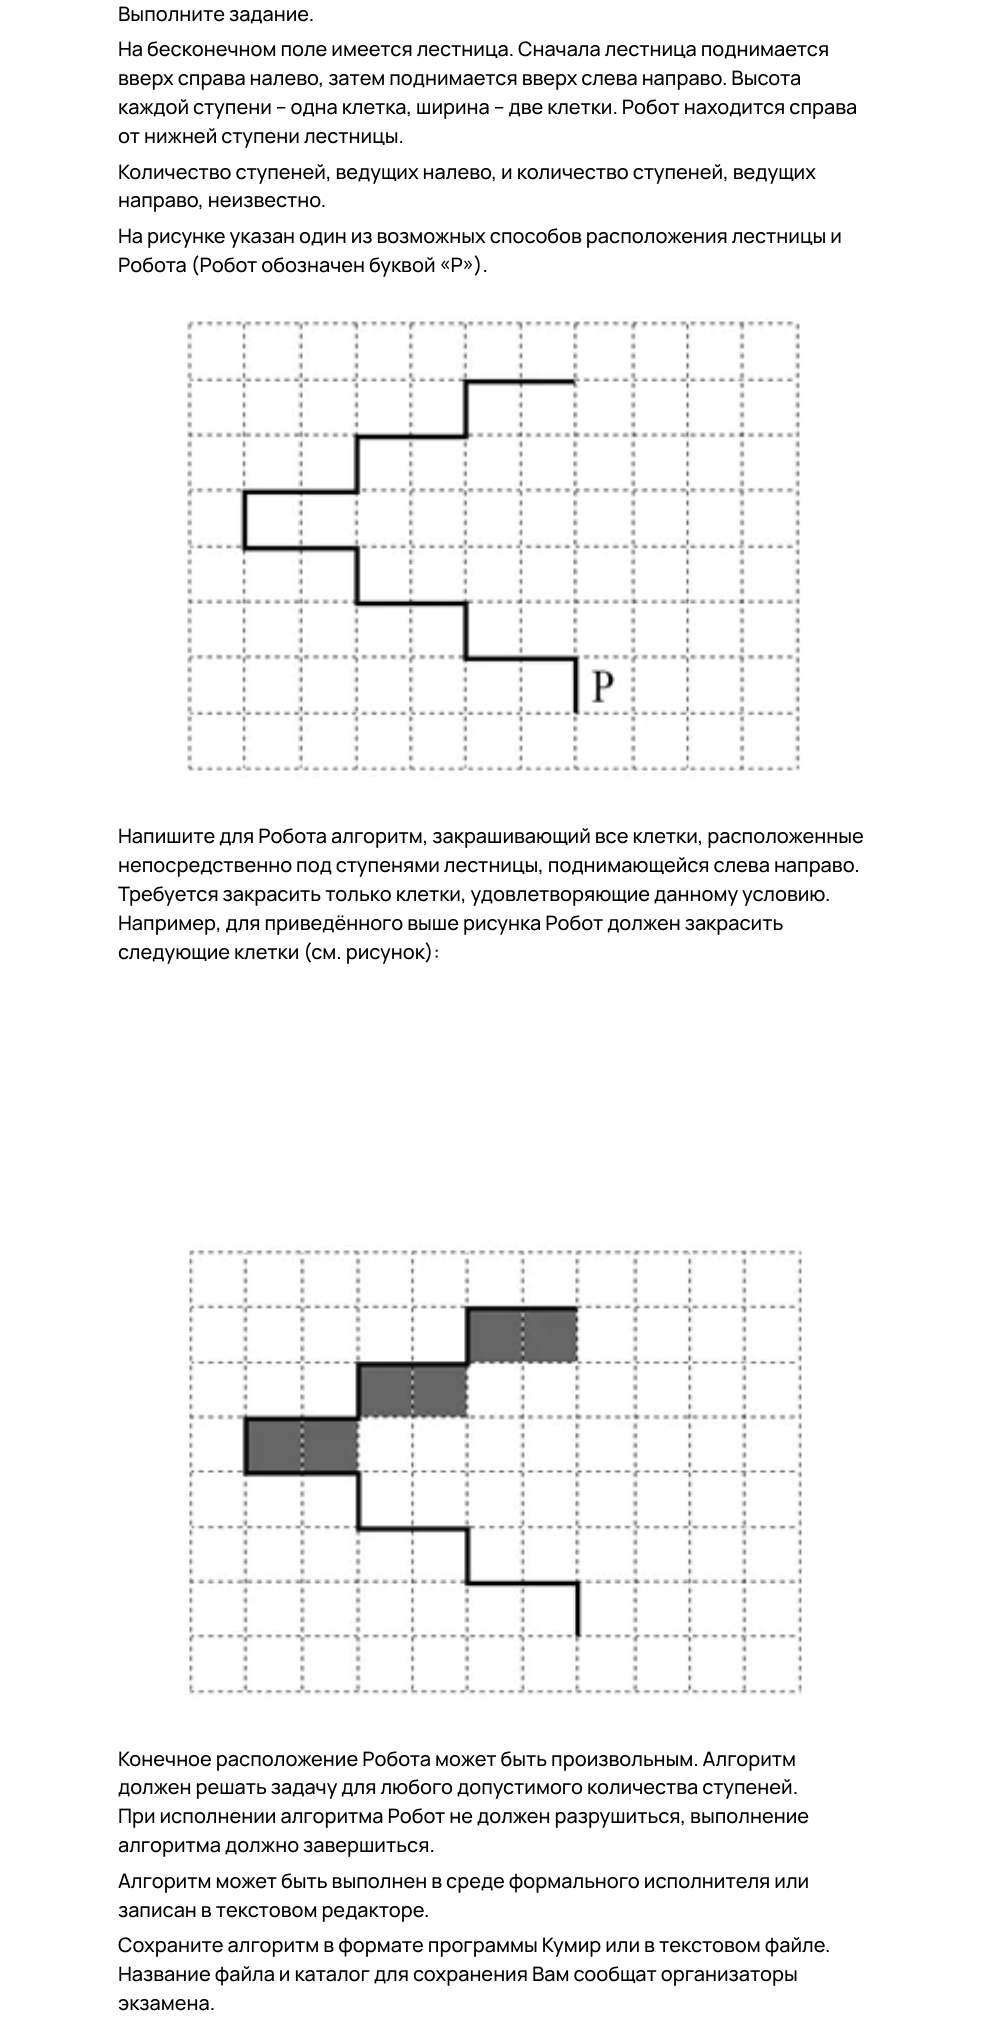 Выполните задание.
На бесконечном поле имеется лестница. Сначала лестница поднимается
вверх справа налево, затем поднимается вверх слева направо. Высота
каждой ступени – одна клетка, ширина – две клетки. Робот находится справа
от нижней ступени лестницы.
Количество ступеней, ведущих налево, и количество ступеней, ведущих
направо, неизвестно.
На рисунке указан один из возможных способов расположения лестницы и
Робота (Робот обозначен буквой «Р»).
Р
Напишите для Робота алгоритм, закрашивающий все клетки, расположенные
непосредственно под ступенями лестницы, поднимающейся слева направо.
Требуется закрасить только клетки, удовлетворяющие данному условию.
Например, для приведённого выше рисунка Робот должен закрасить
следующие клетки (см. рисунок):
Конечное расположение Робота может быть произвольным. Алгоритм
должен решать задачу для любого допустимого количества ступеней.
При исполнении алгоритма Робот не должен разрушиться, выполнение
алгоритма должно завершиться.
Алгоритм может быть выполнен в среде формального исполнителя или
записан в текстовом редакторе.
Сохраните алгоритм в формате программы Кумир или в текстовом файле.
Название файла и каталог для сохранения Вам сообщат организаторы
экзамена.